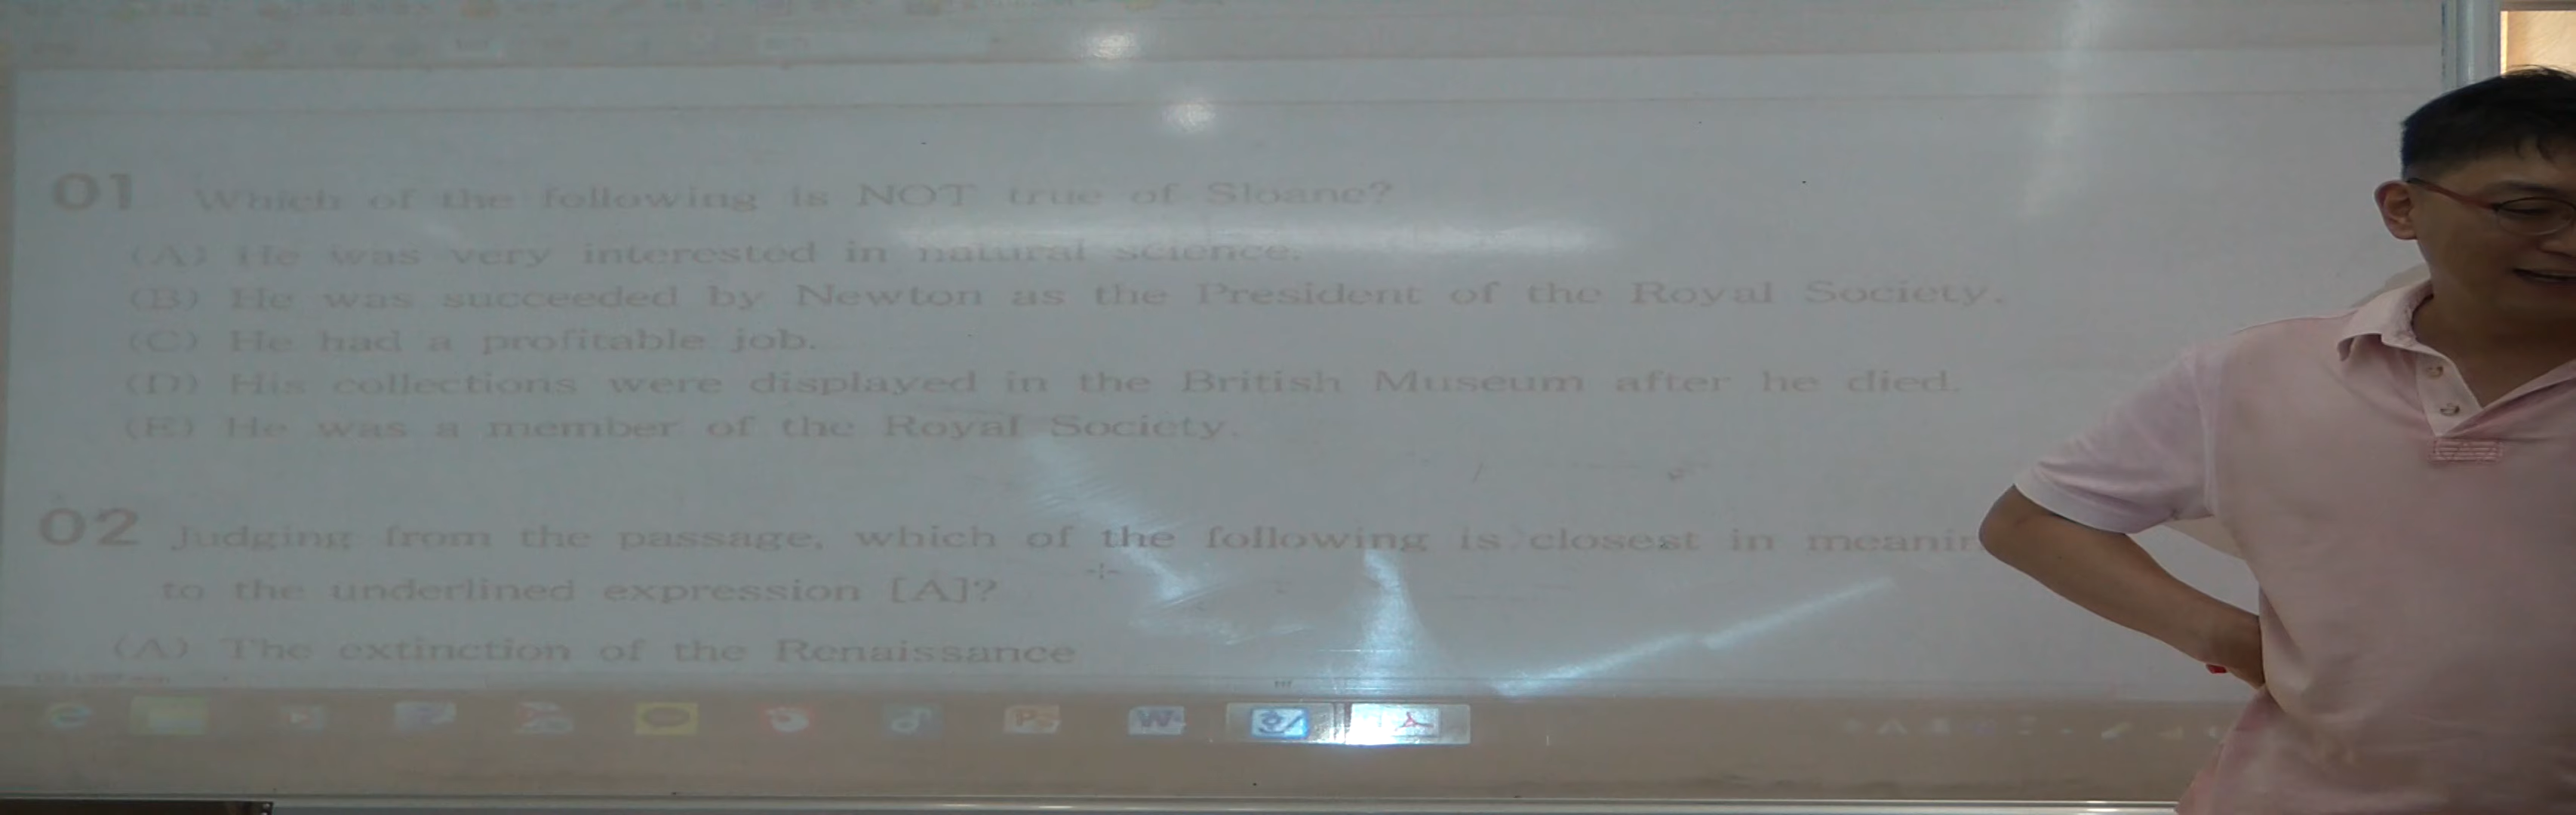 01 Which of the following is NOT true of Sloane?
(A) He was very interested in natural science.
(B) He was succeeded by Newton as the President of the Royal Society.
(C) He had a profitable job.
(D) His collections were displayed in the British Museum after he died.
(E) He was a member of the Royal Society.
02 Judging from the passage, which of the following is closest in meanin
to the underlined expression [A]?
(A) The extinction of the Renaissance